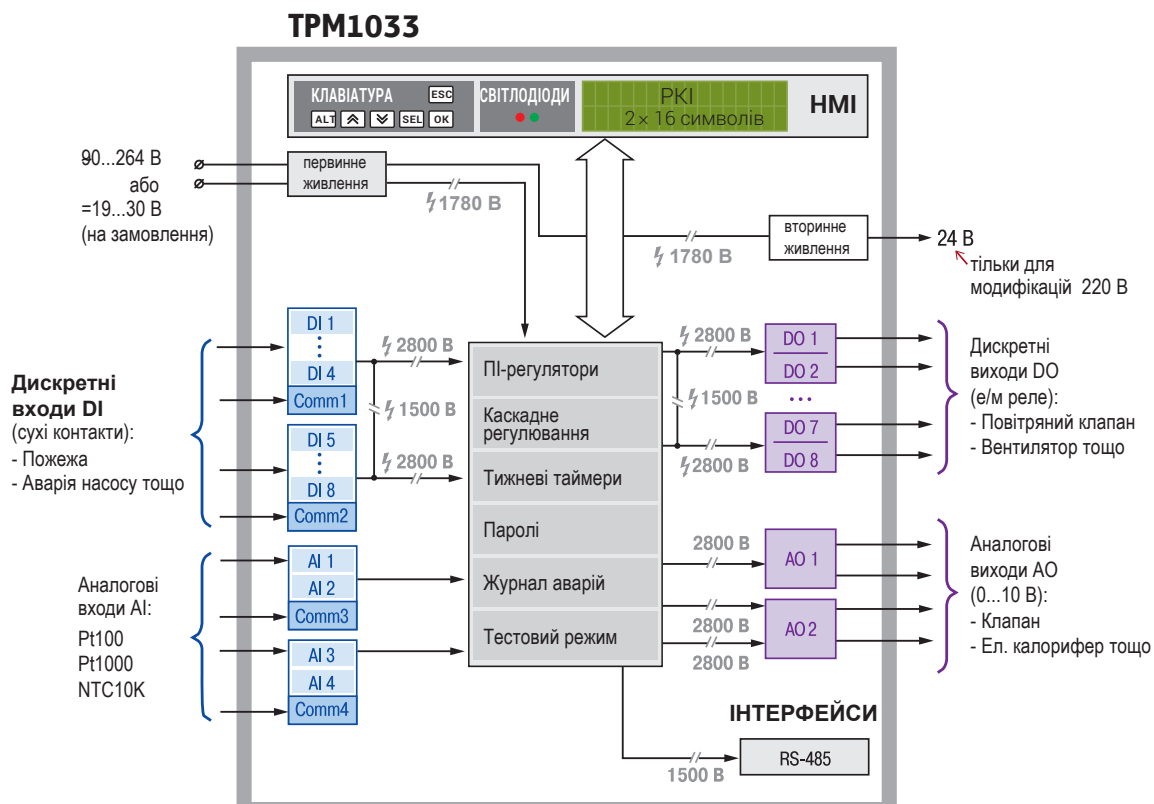 ТРМ1033
КЛАВІАТУРА
ESC
ALT
SEL
OK
СВІТЛОДІОДИ
РКІ
2× 16 символів
HMI
90...264 В
або
=19...30 В
(на замовлення)
первинне
живлення
1780 В
1780 В
вторинне
живлення
24 В
тільки для
модифікацій 220 В
Дискретні
входи DI
(сухі контакти):
- Пожежа
- Аварія насосу тощо
DI 1
DI 4
Comm1
DI 5
DI 8
Comm2
2800 В
1500 В
2800 В
Аналогові
входи AI:
Pt100
Pt1000
NTC10K
AI 1
AI 2
Comm3
AI 3
AI 4
Comm4
ПІ-регулятори
Каскадне
регулювання
Тижневі таймери
Паролі
Журнал аварій
Тестовий режим
2800 В
1500 В
2800 В
DO 1
DO 2
...
DO 7
DO 8
Дискретні
виходи DO
(е/м реле):
- Повітряний клапан
- Вентилятор тощо
2800 В
2800 В
2800 В
AO 1
AO 2
Аналогові
виходи АО
(0...10 В):
- Клапан
- Ел. калорифер тощо
ІНТЕРФЕЙСИ
1500 В
RS-485